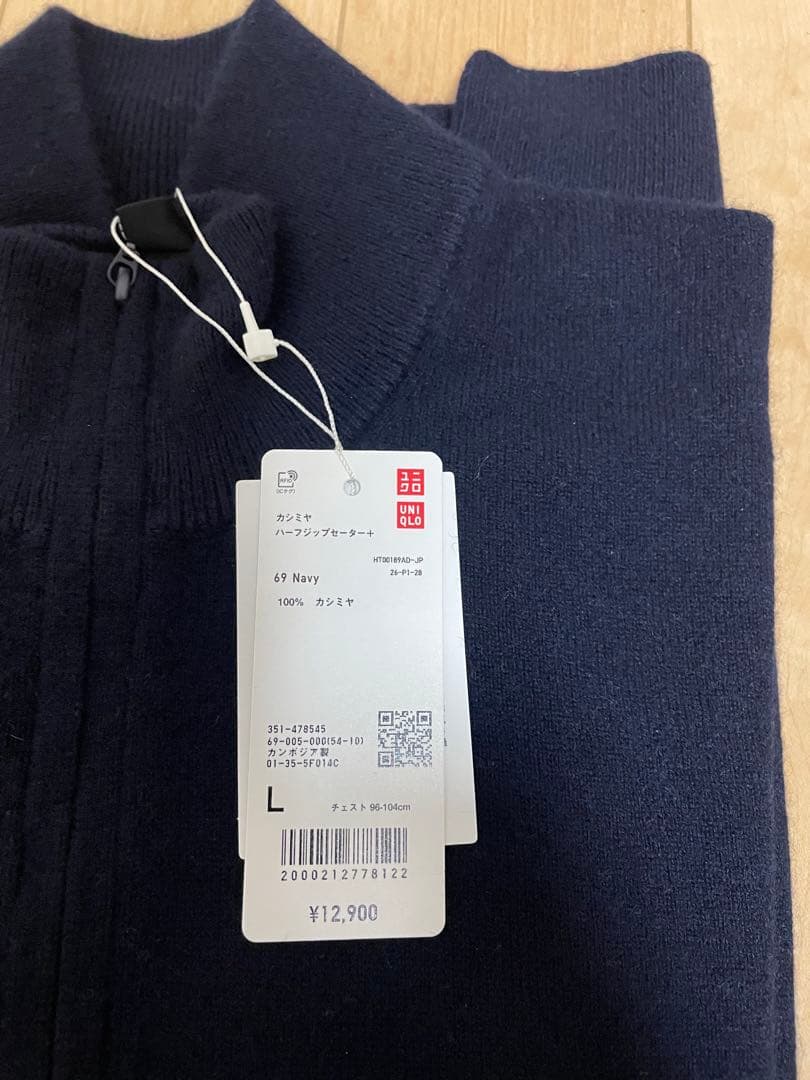 RFID
(ICタグ)
ユニ
クロ
UNI
QLO
カシミヤ
ハーフジップセーター+
HT00189AD-JP
26-P1-28
69 Navy
100% カシミヤ
351-478545
69-005-000(54-10)
カンボジア製
01-35-5F014C
L
チェスト 96-104cm
2000212778122
¥12,900